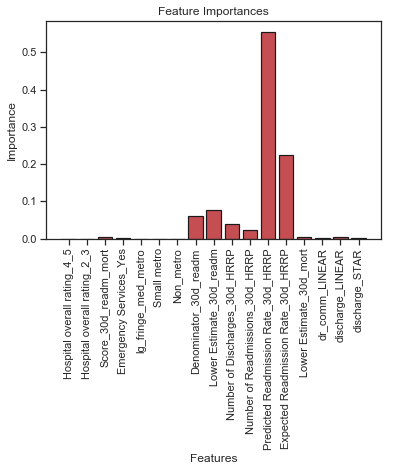 Feature Importances
Importance
0.5
0.4
0.3
0.2
0.1
0.0
Hospital overall rating_4_5
Hospital overall rating_2_3
Score_30d_readm_mort
Emergency Services_Yes
lg_fringe_med_metro
Small metro
Non_metro
Denominator_30d_readm
Lower Estimate_30d_readm
Number of Discharges_30d_HRRP
Number of Readmissions_30d_HRRP
Predicted Readmission Rate_30d_HRRP
Expected Readmission Rate_30d_HRRP
Lower Estimate_30d_mort
dr_comm_LINEAR
discharge_LINEAR
discharge_STAR
Features